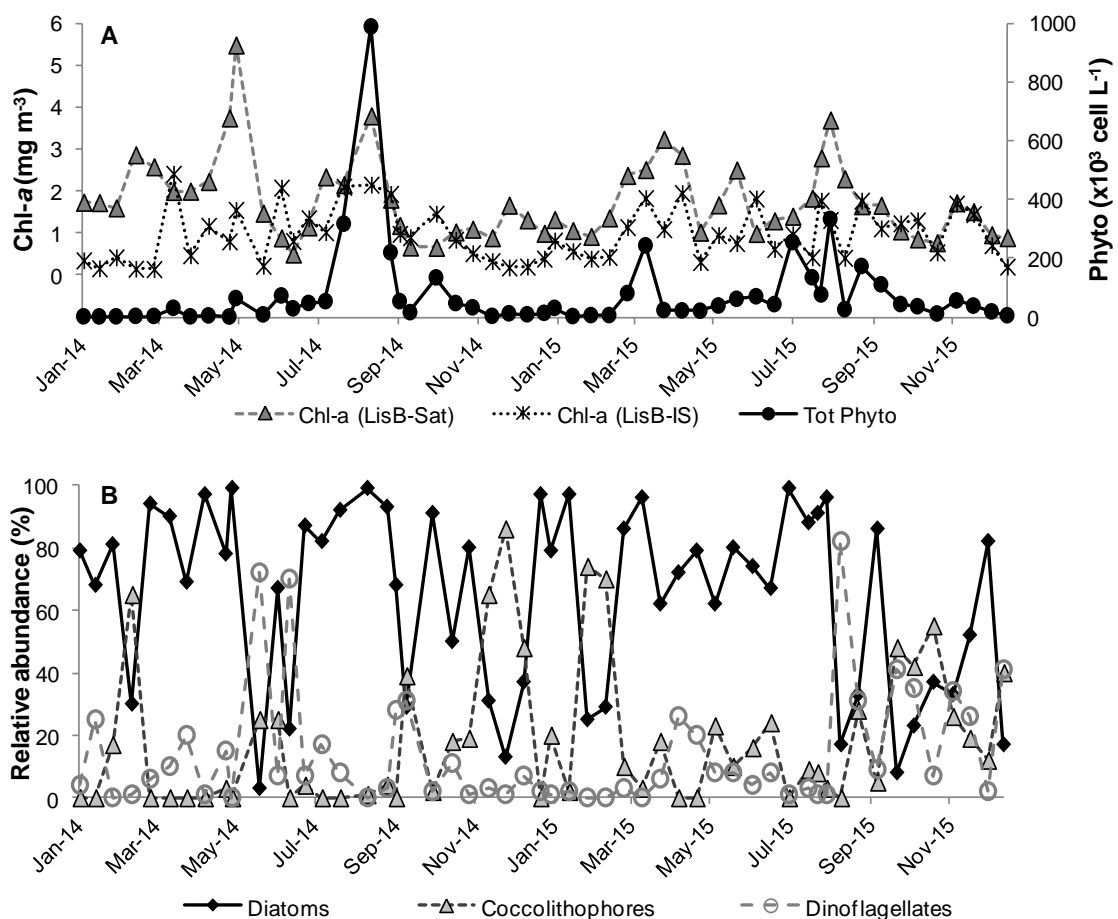 A
Chl-a (mg m-3)
6
5
4
3
2
1
0
1000
800
600
400
200
0
Phyto (x10³ cell L-1)
Jan-14 Mar-14 May-14 Jul-14 Sep-14 Nov-14 Jan-15 Mar-15 May-15 Jul-15 Sep-15 Nov-15
Chl-a (LisB-Sat) Chl-a (LisB-IS) Tot Phyto
B
Relative abundance (%)
100
80
60
40
20
0
Jan-14 Mar-14 May-14 Jul-14 Sep-14 Nov-14 Jan-15 Mar-15 May-15 Jul-15 Sep-15 Nov-15
Diatoms Coccolithophores Dinoflagellates